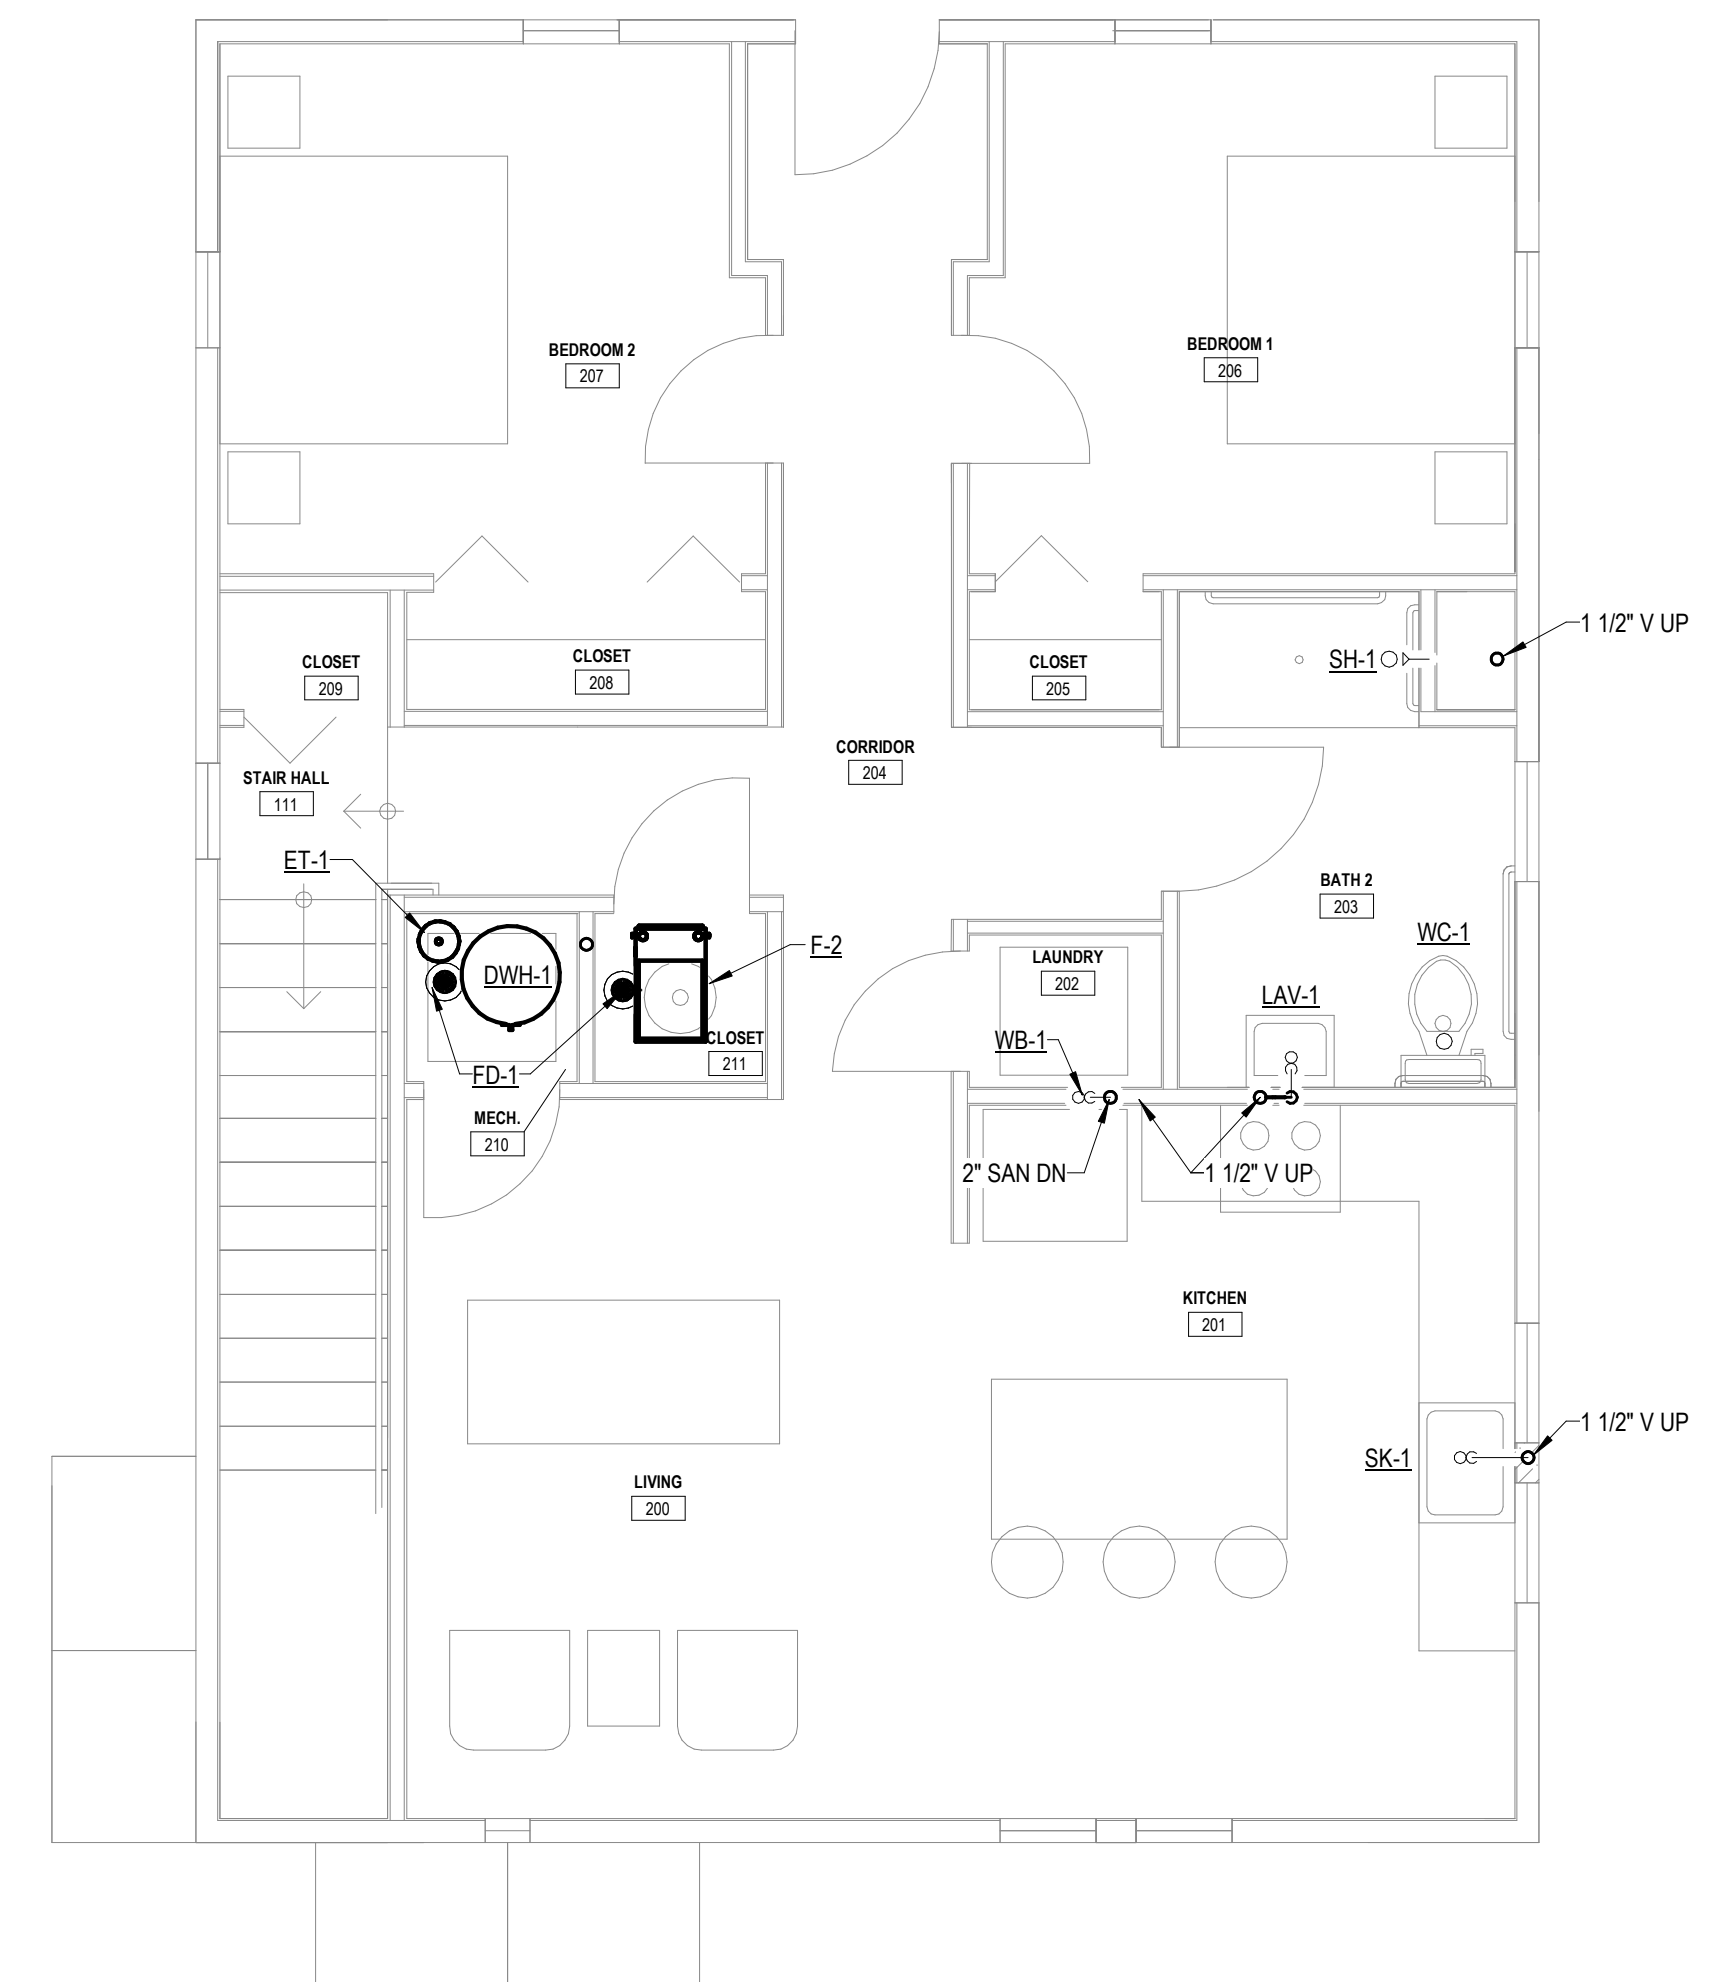 BEDROOM 2
207
BEDROOM 1
206
1 1/2" V UP
SH-1
CLOSET
209
CLOSET
208
CLOSET
205
CORRIDOR
204
STAIR HALL
111
ET-1
BATH 2
203
WC-1
F-2
DWH-1
LAUNDRY
202
LAV-1
CLOSET
211
WB-1
FD-1
MECH.
210
2" SAN DN
1 1/2" V UP
KITCHEN
201
1 1/2" V UP
SK-1
LIVING
200